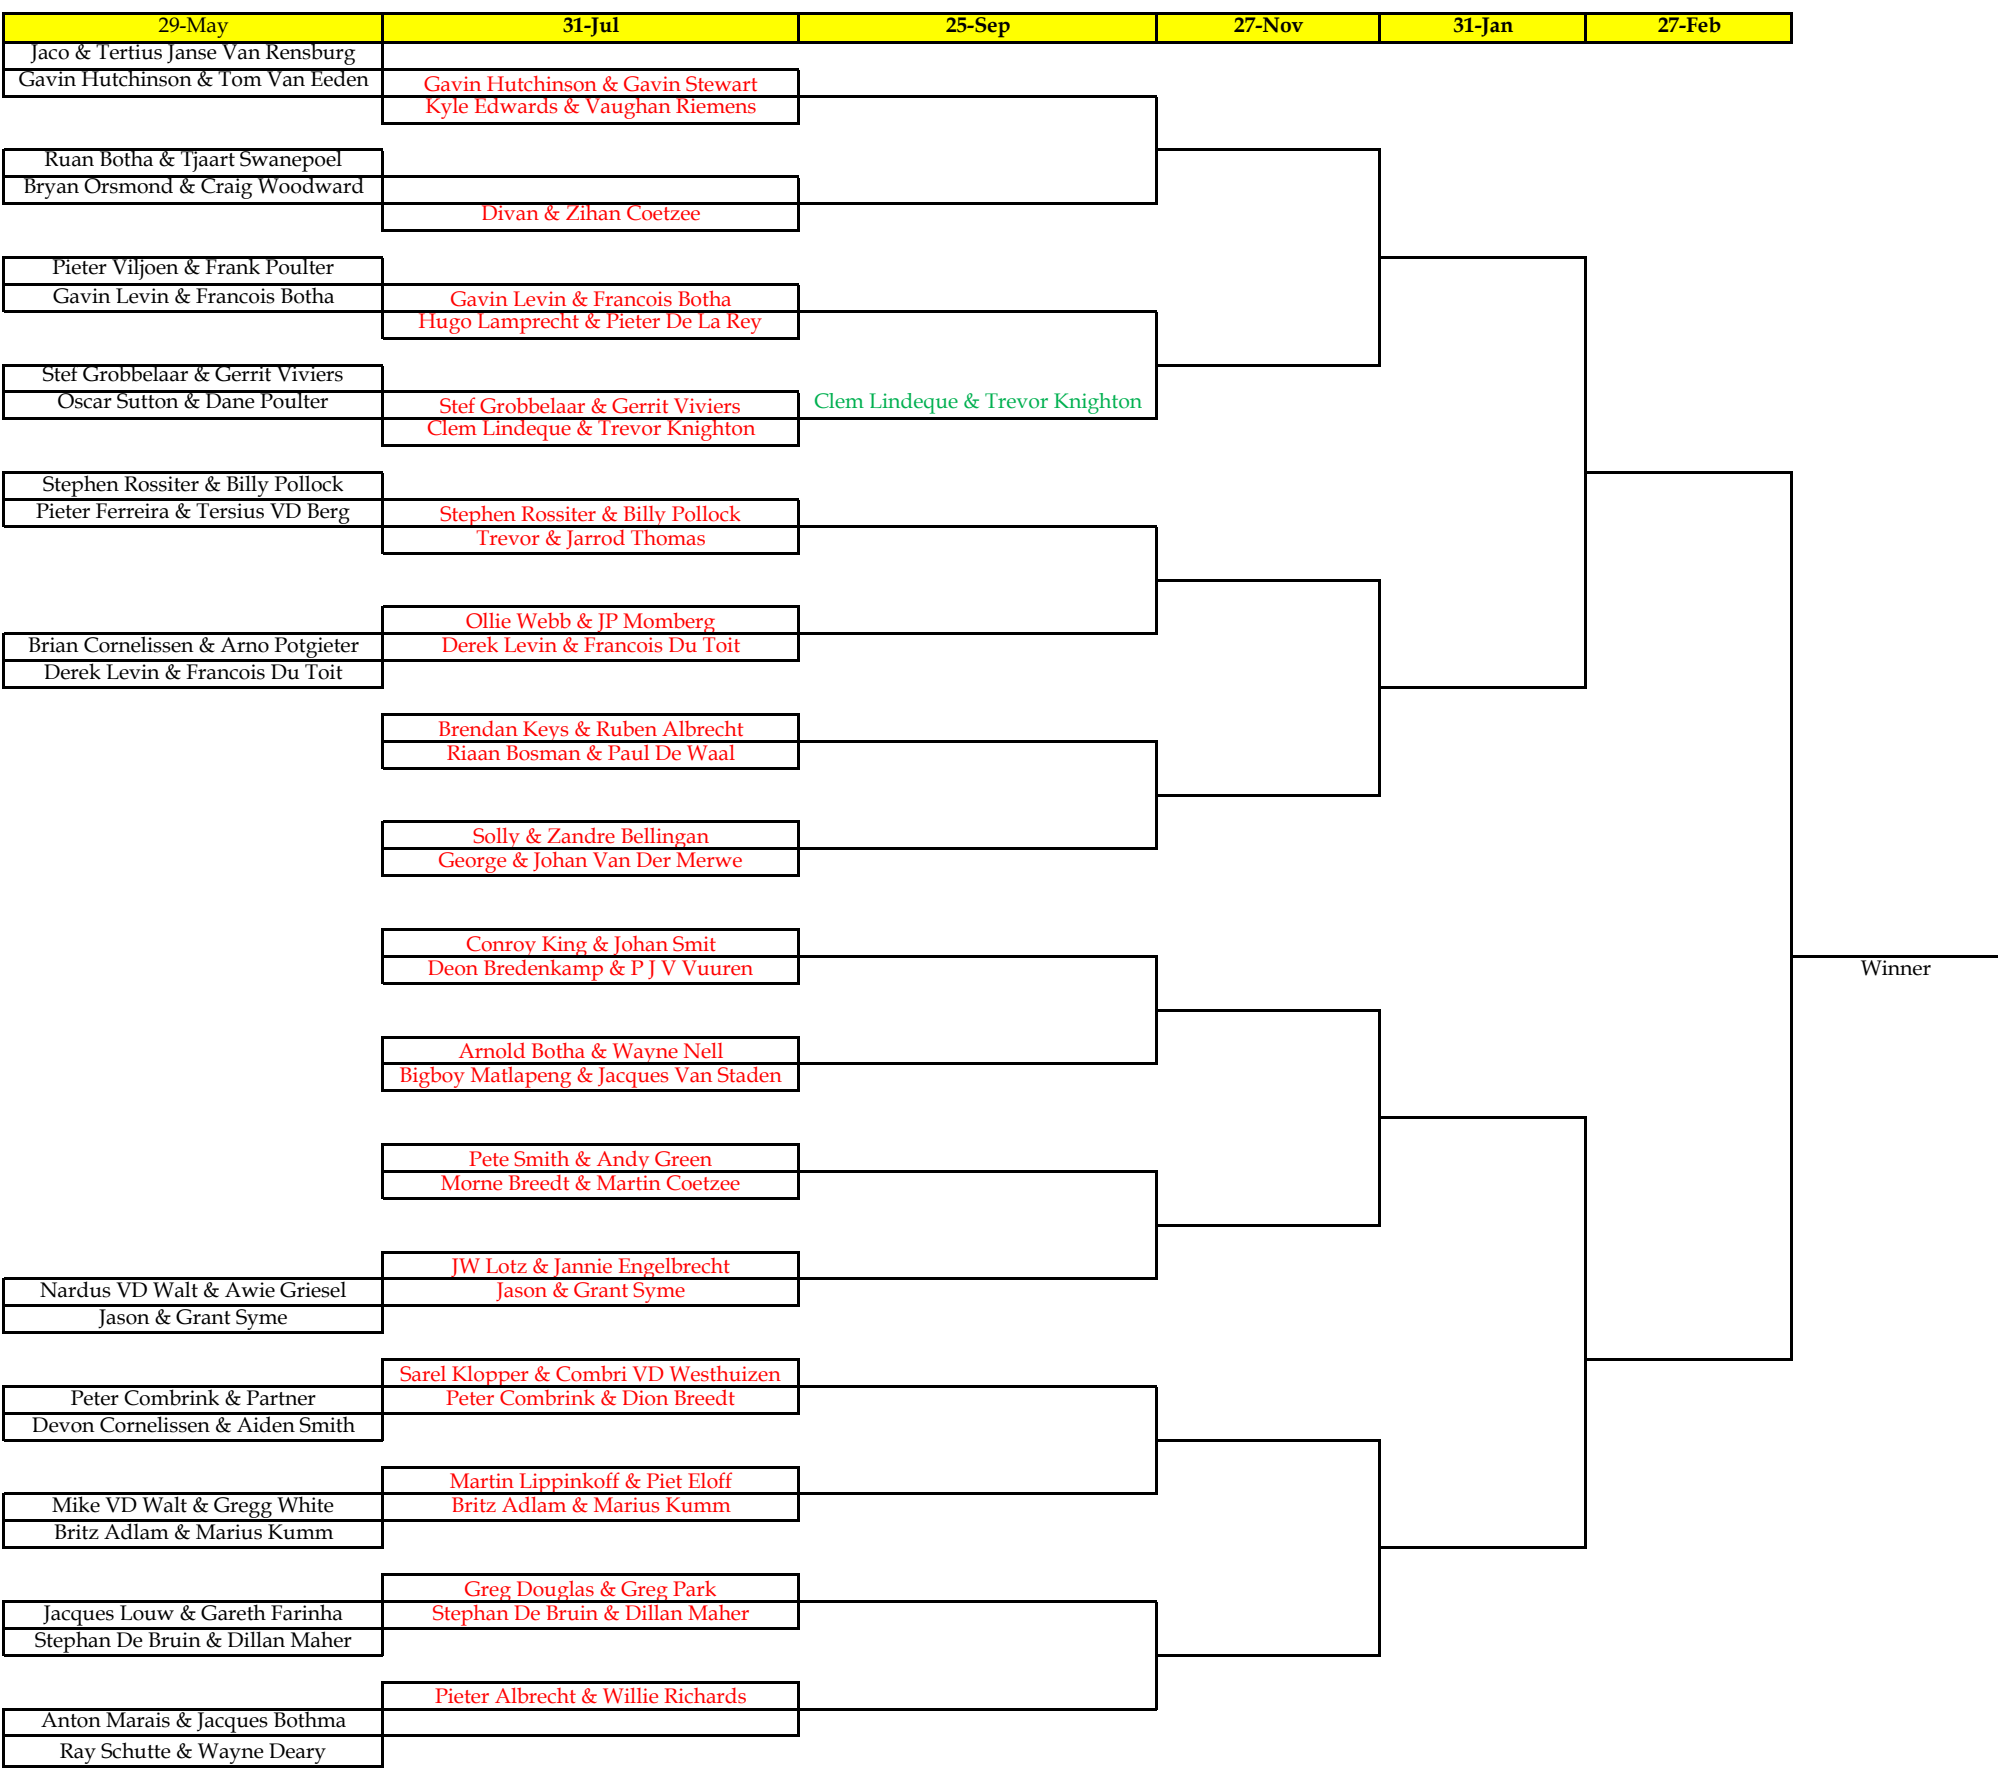 29-May 31-Jul 25-Sep 27-Nov 31-Jan 27-Feb
Jaco & Tertius Janse Van Rensburg
Gavin Hutchinson & Tom Van Eeden
Gavin Hutchinson & Gavin Stewart
Kyle Edwards & Vaughan Riemens
Ruan Botha & Tjaart Swanepoel
Bryan Orsmond & Craig Woodward
Divan & Zihan Coetzee
Pieter Viljoen & Frank Poulter
Gavin Levin & Francois Botha
Gavin Levin & Francois Botha
Hugo Lamprecht & Pieter De La Rey
Stef Grobbelaar & Gerrit Viviers
Oscar Sutton & Dane Poulter
Stef Grobbelaar & Gerrit Viviers
Clem Lindeque & Trevor Knighton
Clem Lindeque & Trevor Knighton
Stephen Rossiter & Billy Pollock
Pieter Ferreira & Tersius VD Berg
Stephen Rossiter & Billy Pollock
Trevor & Jarrod Thomas
Ollie Webb & JP Momberg
Brian Cornelissen & Arno Potgieter
Derek Levin & Francois Du Toit
Derek Levin & Francois Du Toit
Brendan Keys & Ruben Albrecht
Riaan Bosman & Paul De Waal
Solly & Zandre Bellingan
George & Johan Van Der Merwe
Conroy King & Johan Smit
Deon Bredenkamp & P J V Vuuren
Winner
Arnold Botha & Wayne Nell
Bigboy Matlapeng & Jacques Van Staden
Pete Smith & Andy Green
Morne Breedt & Martin Coetzee
JW Lotz & Jannie Engelbrecht
Nardus VD Walt & Awie Griesel
Jason & Grant Syme
Jason & Grant Syme
Sarel Klopper & Combri VD Westhuizen
Peter Combrink & Partner
Peter Combrink & Dion Breedt
Devon Cornelissen & Aiden Smith
Martin Lippinkoff & Piet Eloff
Mike VD Walt & Gregg White
Britz Adlam & Marius Kumm
Britz Adlam & Marius Kumm
Greg Douglas & Greg Park
Jacques Louw & Gareth Farinha
Stephan De Bruin & Dillan Maher
Stephan De Bruin & Dillan Maher
Pieter Albrecht & Willie Richards
Anton Marais & Jacques Bothma
Ray Schutte & Wayne Deary